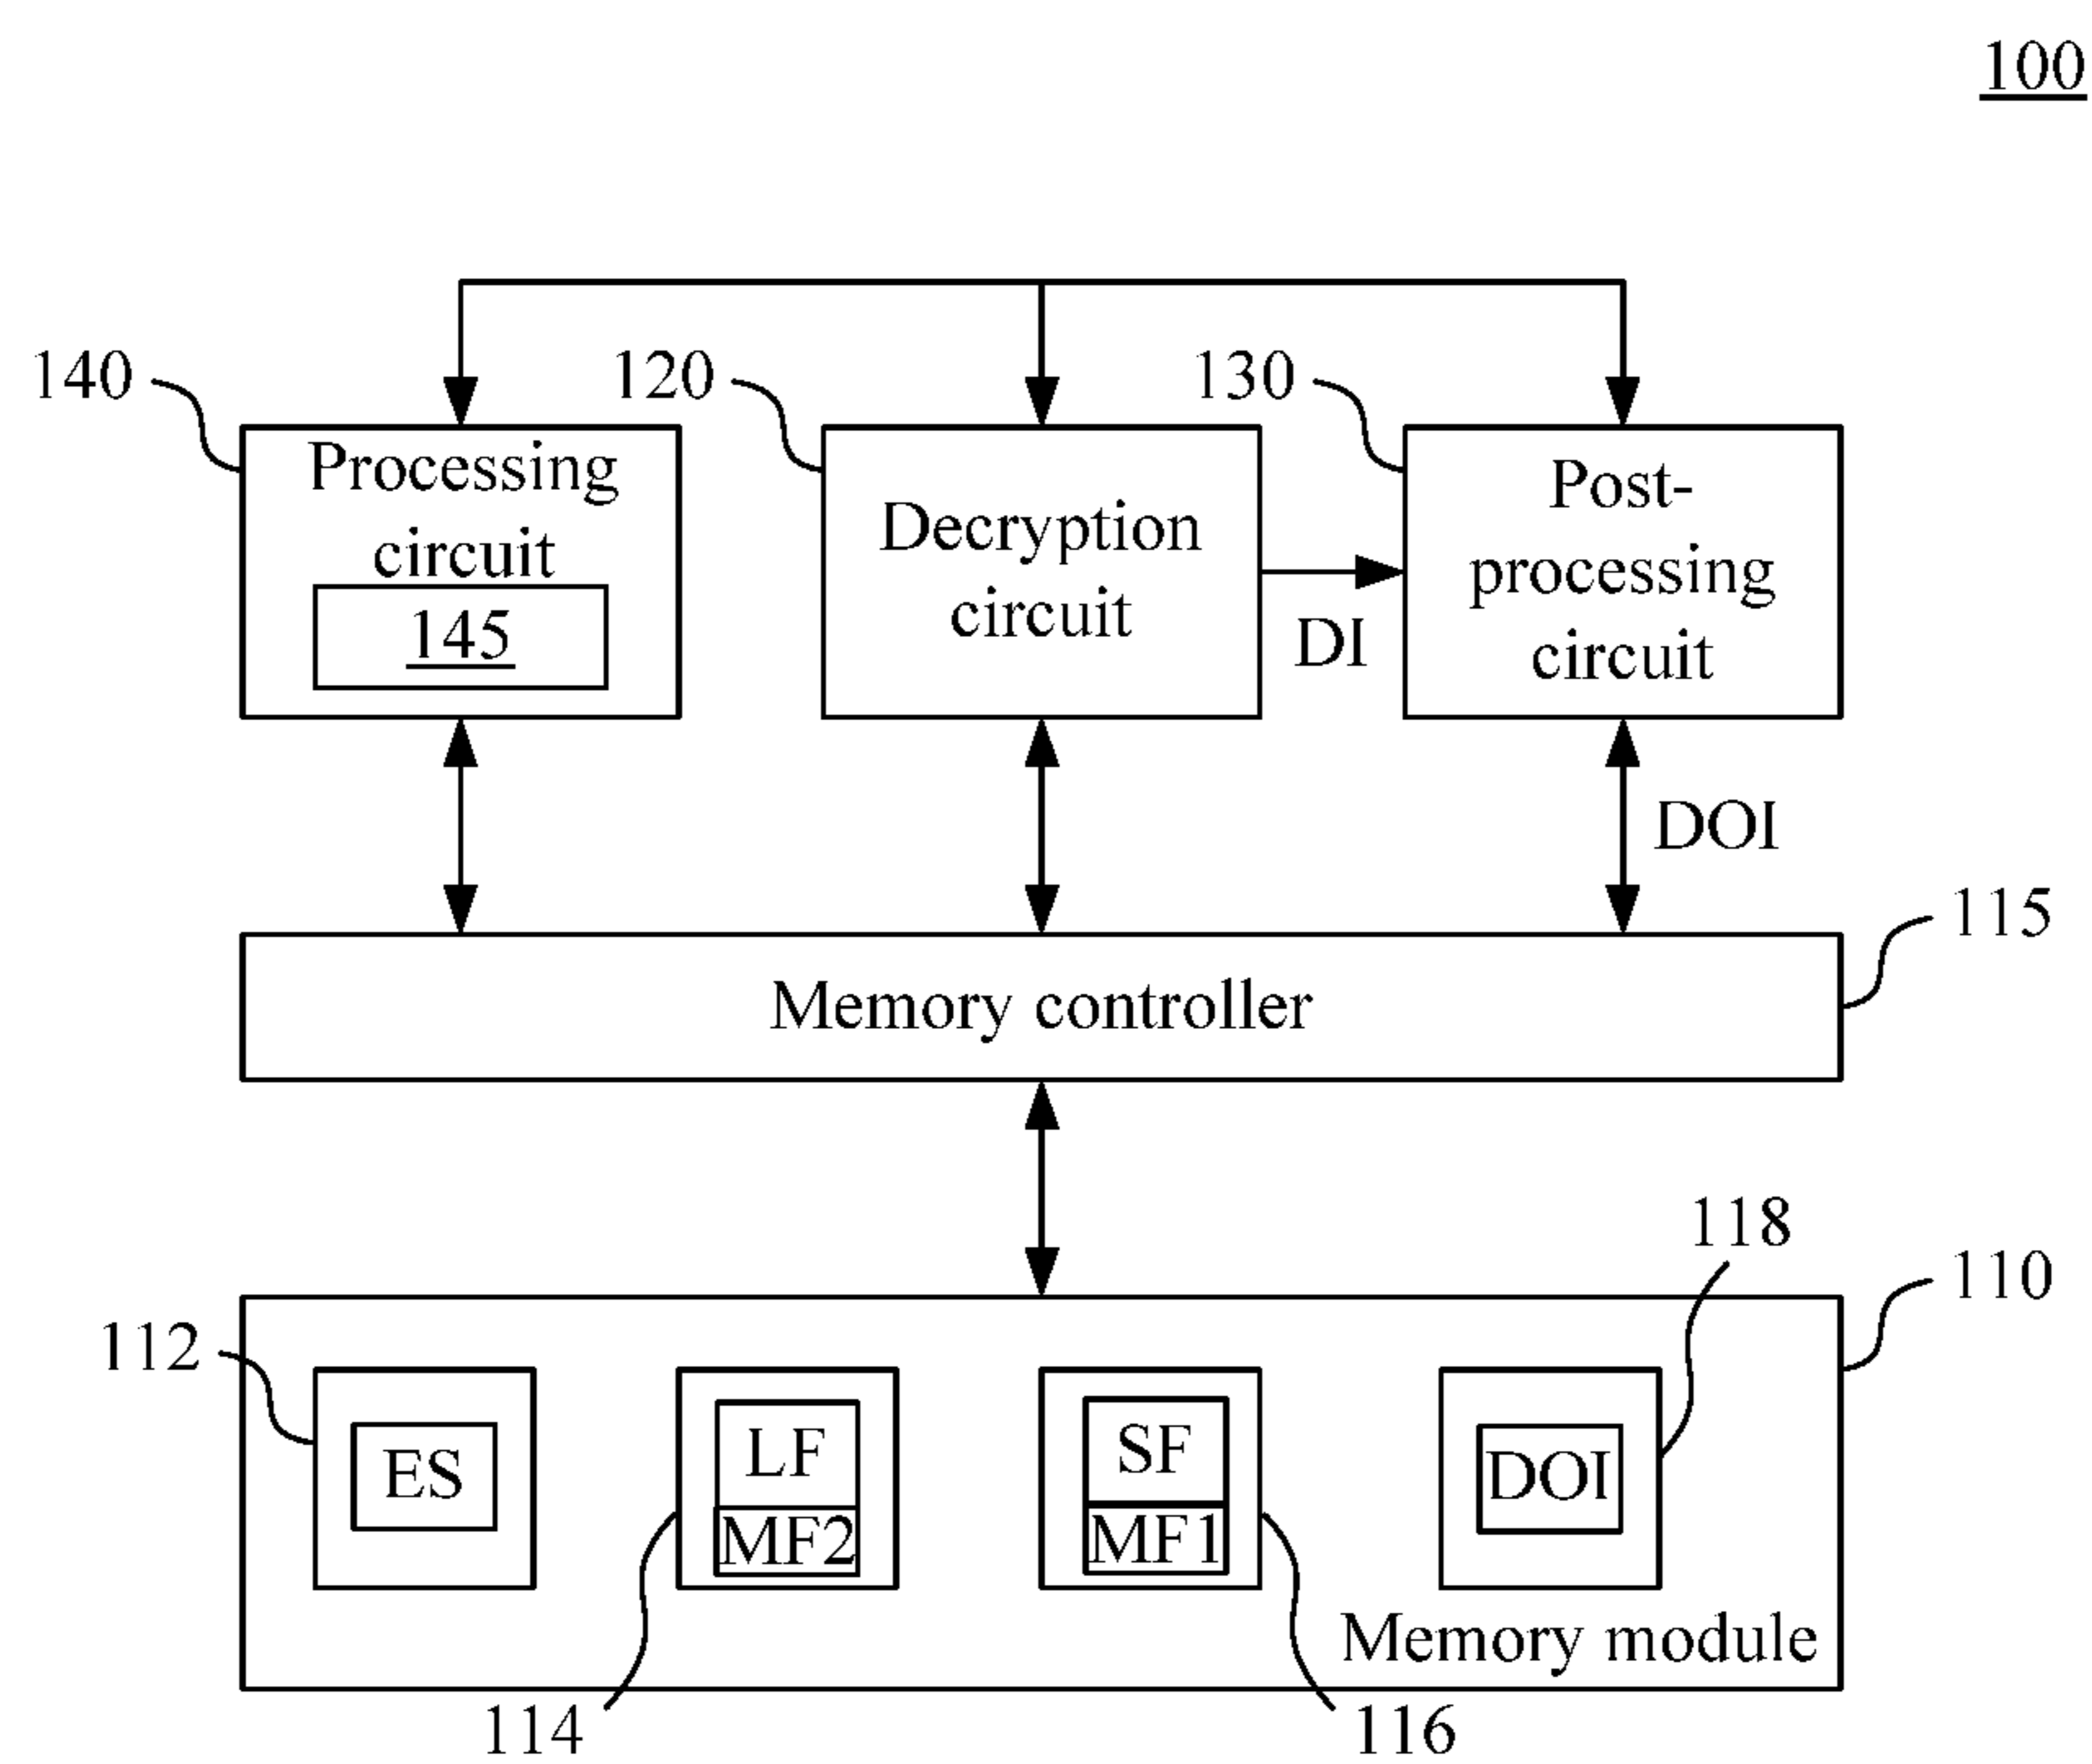 100
140
120
130
Processing
circuit
145
Decryption
circuit
DI
Post-
processing
circuit
DOI
115
Memory controller
118
110
112
ES
LF
MF2
SF
MF1
DOI
Memory module
114
116